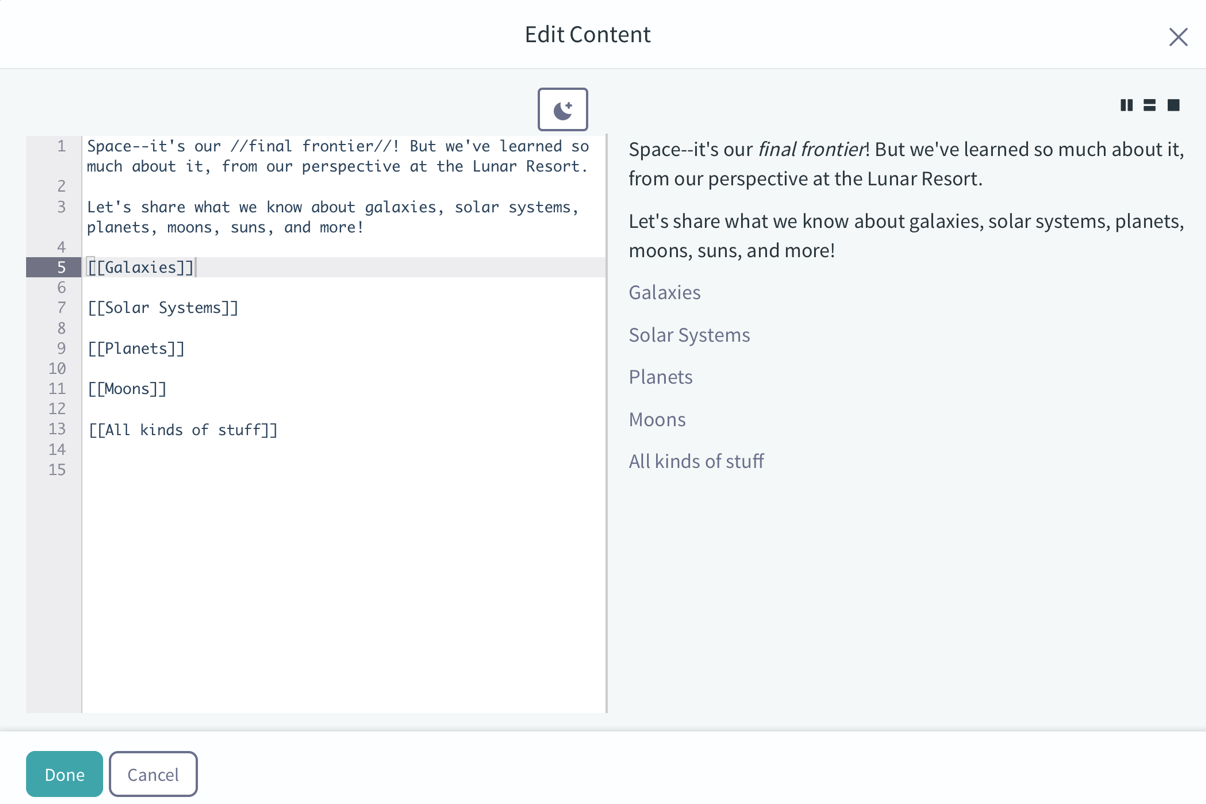 Edit Content
1 Space--it's our //final frontier//! But we've learned so
much about it, from our perspective at the Lunar Resort.
2
3 Let's share what we know about galaxies, solar systems,
planets, moons, suns, and more!
4
5 [[Galaxies]]
6
7 [[Solar Systems]]
8
9 [[Planets]]
10
11 [[Moons]]
12
13 [[All kinds of stuff]]
14
15
Space--it's our final frontier! But we've learned so much about it,
from our perspective at the Lunar Resort.
Let's share what we know about galaxies, solar systems, planets,
moons, suns, and more!
Galaxies
Solar Systems
Planets
Moons
All kinds of stuff
Done
Cancel